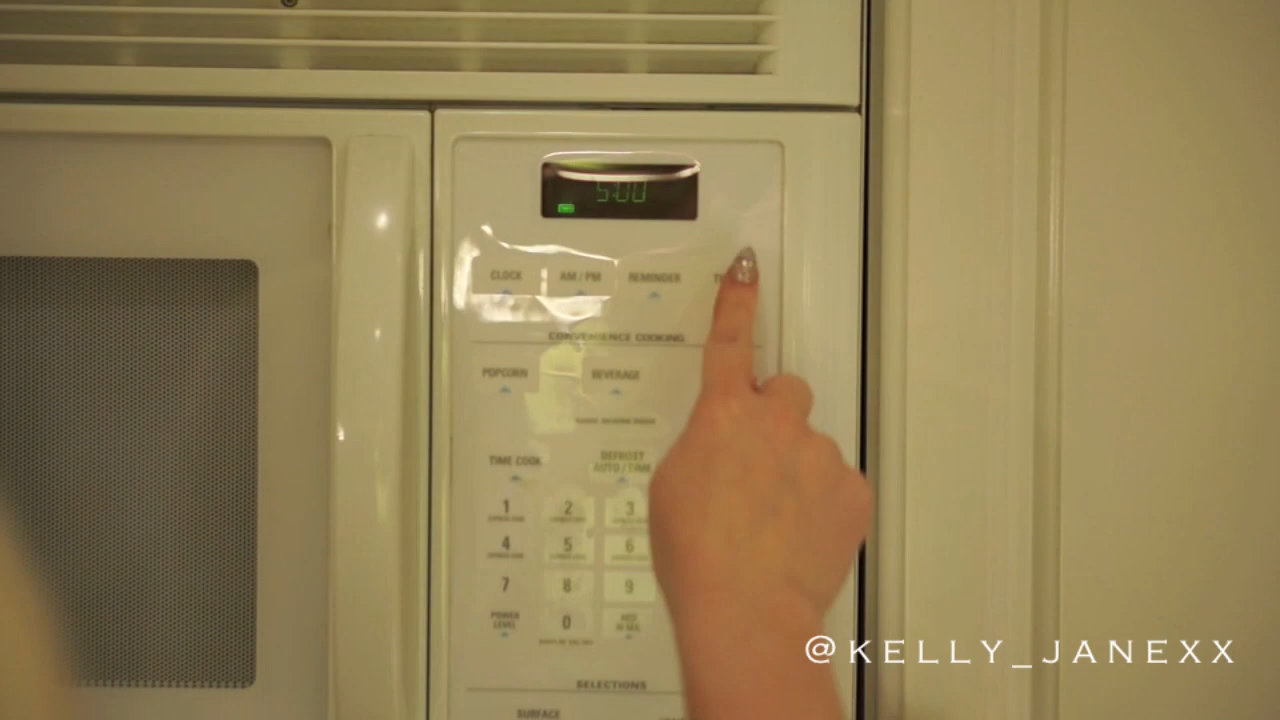 5:00
CLOCK AM / PM REMINDER
CONVENIENCE COOKING
POPCORN BEVERAGE
TIME COOK DEFROST
AUTO / TIME
1 2 3
4 5 6
7 8 9
POWER
LEVEL 0 ADD
30 SEC
SELECTIONS
SURFACE
@KELLY_JANEXX